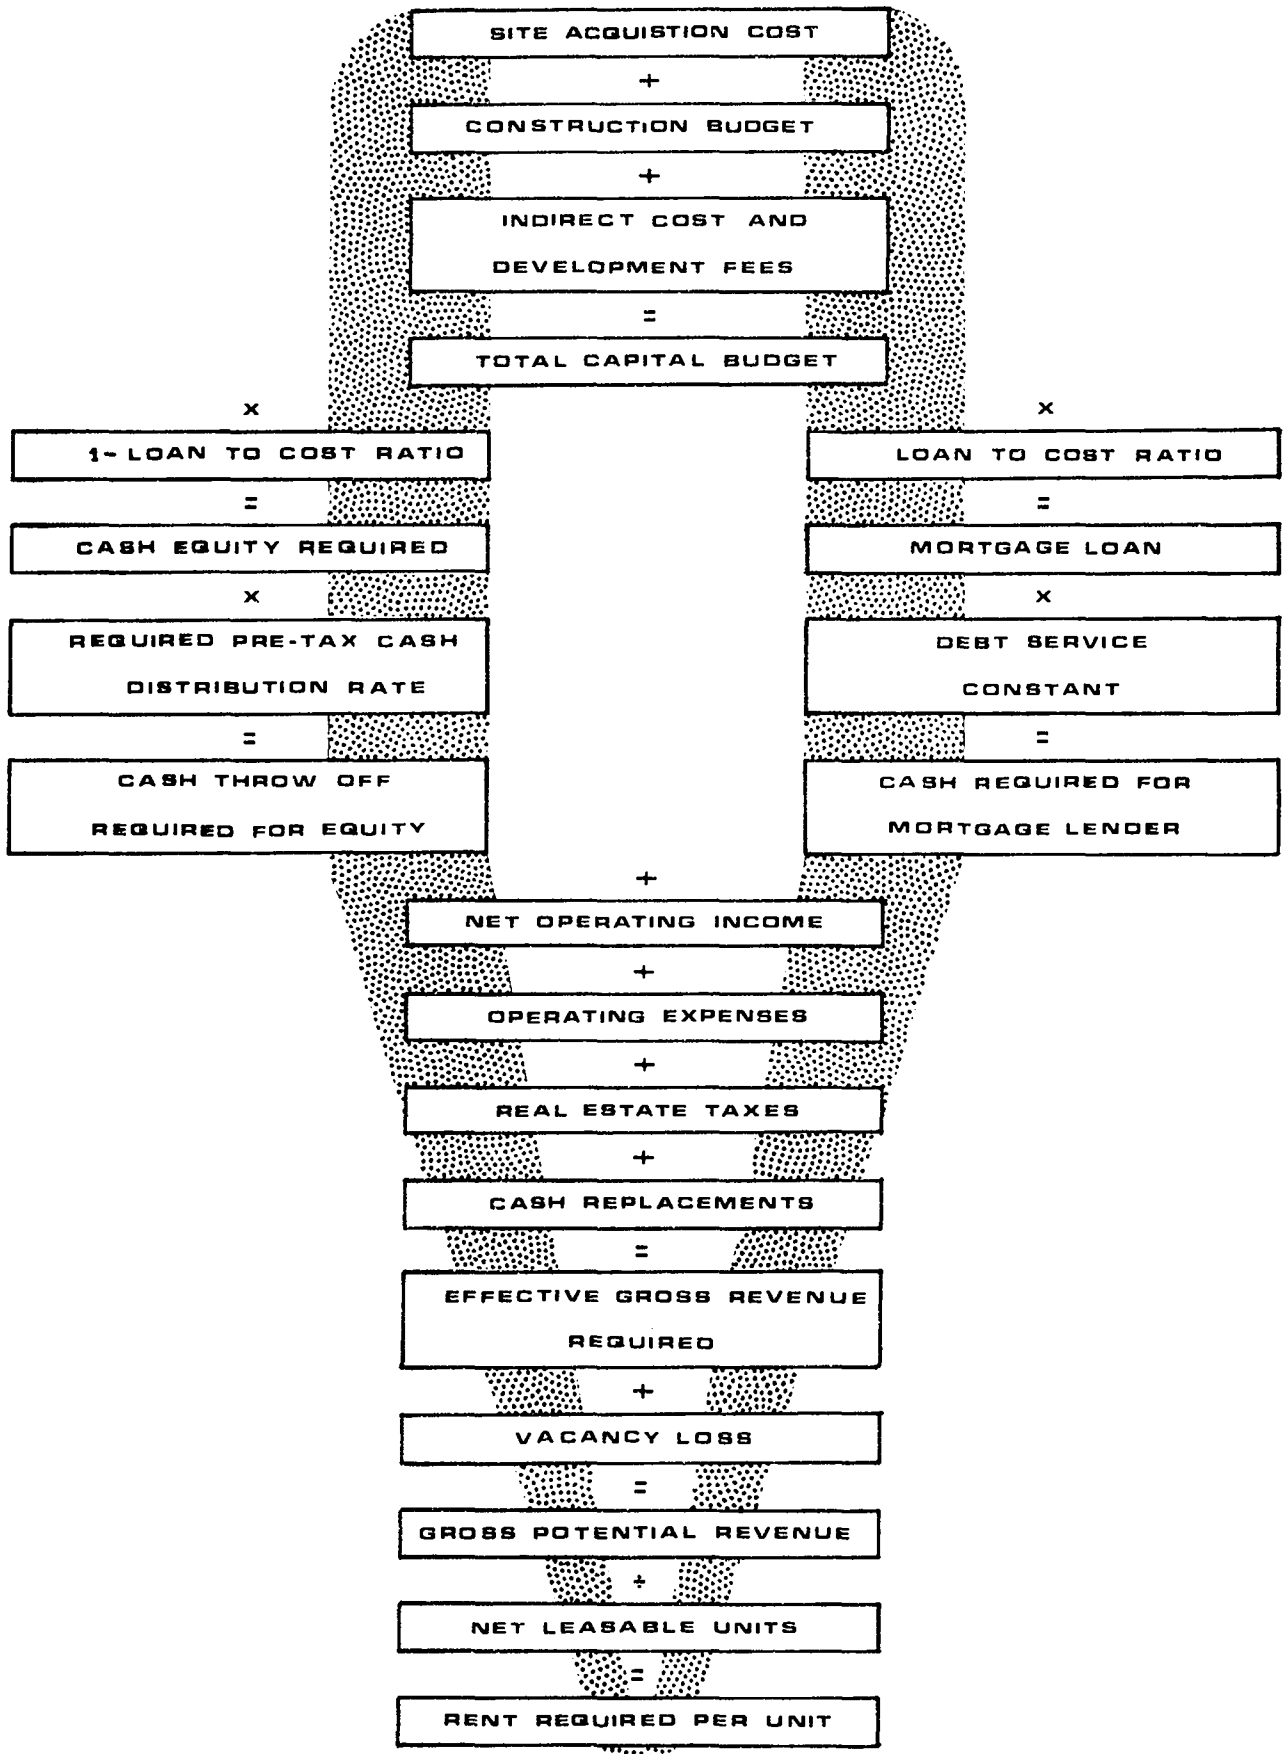 SITE ACQUISTION COST
+
CONSTRUCTION BUDGET
+
INDIRECT COST AND
DEVELOPMENT FEES
=
TOTAL CAPITAL BUDGET
x x
1- LOAN TO COST RATIO LOAN TO COST RATIO
= =
CASH EQUITY REQUIRED MORTGAGE LOAN
x x
REQUIRED PRE-TAX CASH DEBT SERVICE
DISTRIBUTION RATE CONSTANT
= =
CASH THROW OFF CASH REQUIRED FOR
REQUIRED FOR EQUITY MORTGAGE LENDER
+
NET OPERATING INCOME
+
OPERATING EXPENSES
+
REAL ESTATE TAXES
+
CASH REPLACEMENTS
=
EFFECTIVE GROSS REVENUE
REQUIRED
+
VACANCY LOSS
=
GROSS POTENTIAL REVENUE
÷
NET LEASABLE UNITS
=
RENT REQUIRED PER UNIT